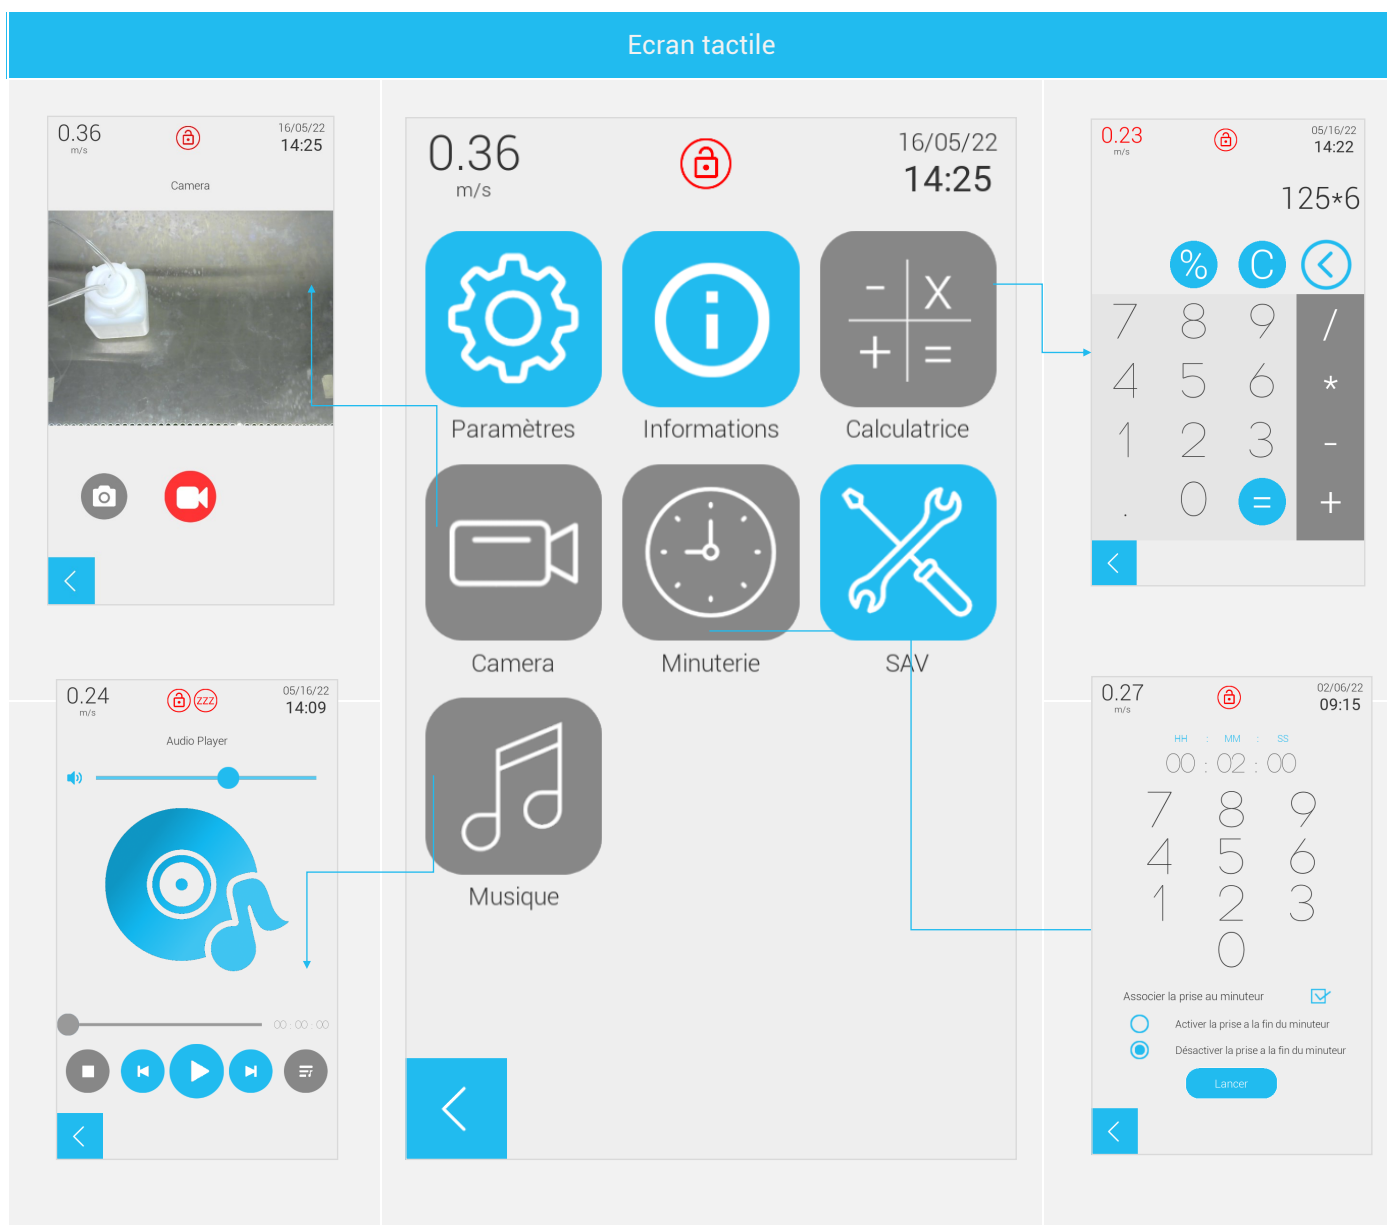 Ecran tactile
0.36
m/s
16/05/22
14:25
Camera
0.36
m/s
16/05/22
14:25
Paramètres
Informations
Calculatrice
Camera
Minuterie
SAV
Musique
0.23
m/s
05/16/22
14:22
125*6
% C
7 8 9 /
4 5 6 *
1 2 3 -
. 0 = +
0.24
m/s
zzz
05/16/22
14:09
Audio Player
00 : 00 : 00
0.27
m/s
02/06/22
09:15
HH : MM : SS
00 : 02 : 00
7 8 9
4 5 6
1 2 3
0
Associer la prise au minuteur
Activer la prise a la fin du minuteur
Désactiver la prise a la fin du minuteur
Lancer